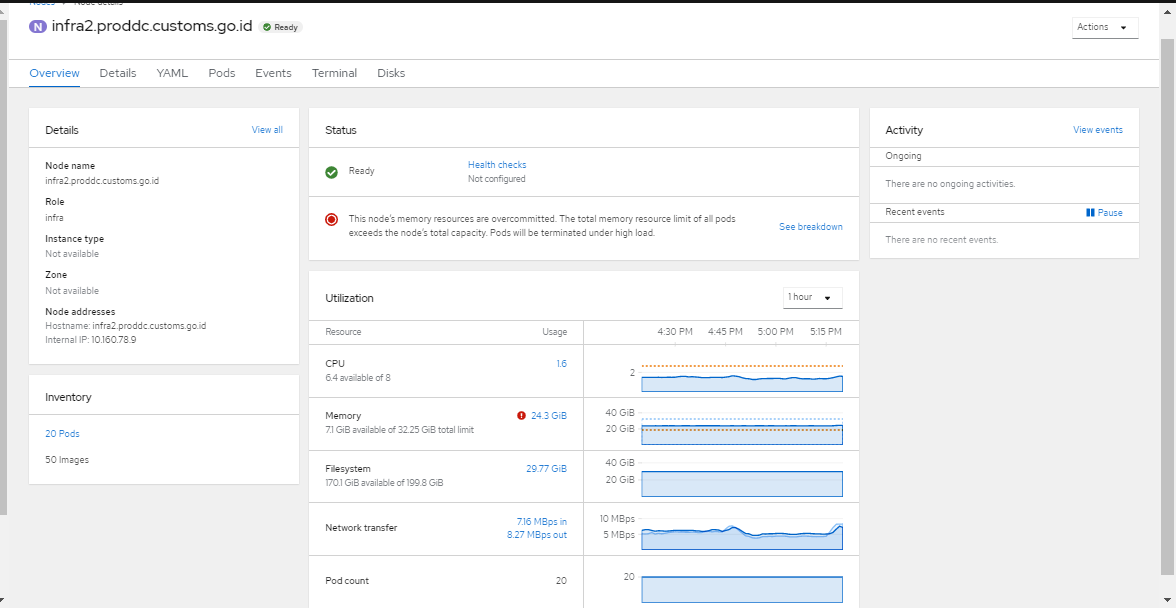 Nodes > Node details
N infra2.proddc.customs.go.id Ready
Actions
Overview Details YAML Pods Events Terminal Disks
Details View all
Node name
infra2.proddc.customs.go.id
Role
infra
Instance type
Not available
Zone
Not available
Node addresses
Hostname: infra2.proddc.customs.go.id
Internal IP: 10.160.78.9
Inventory
20 Pods
50 Images
Status
Ready
Health checks
Not configured
This node's memory resources are overcommitted. The total memory resource limit of all pods
exceeds the node's total capacity. Pods will be terminated under high load.
See breakdown
Utilization
1 hour
Resource Usage
4:30 PM 4:45 PM 5:00 PM 5:15 PM
CPU 1.6
6.4 available of 8
2
Memory 24.3 GiB
7.1 GiB available of 32.25 GiB total limit
40 GiB
20 GiB
Filesystem 29.77 GiB
170.1 GiB available of 199.8 GiB
40 GiB
20 GiB
Network transfer
7.16 MBps in
8.27 MBps out
10 MBps
5 MBps
Pod count 20
20
Activity View events
Ongoing
There are no ongoing activities.
Recent events Pause
There are no recent events.